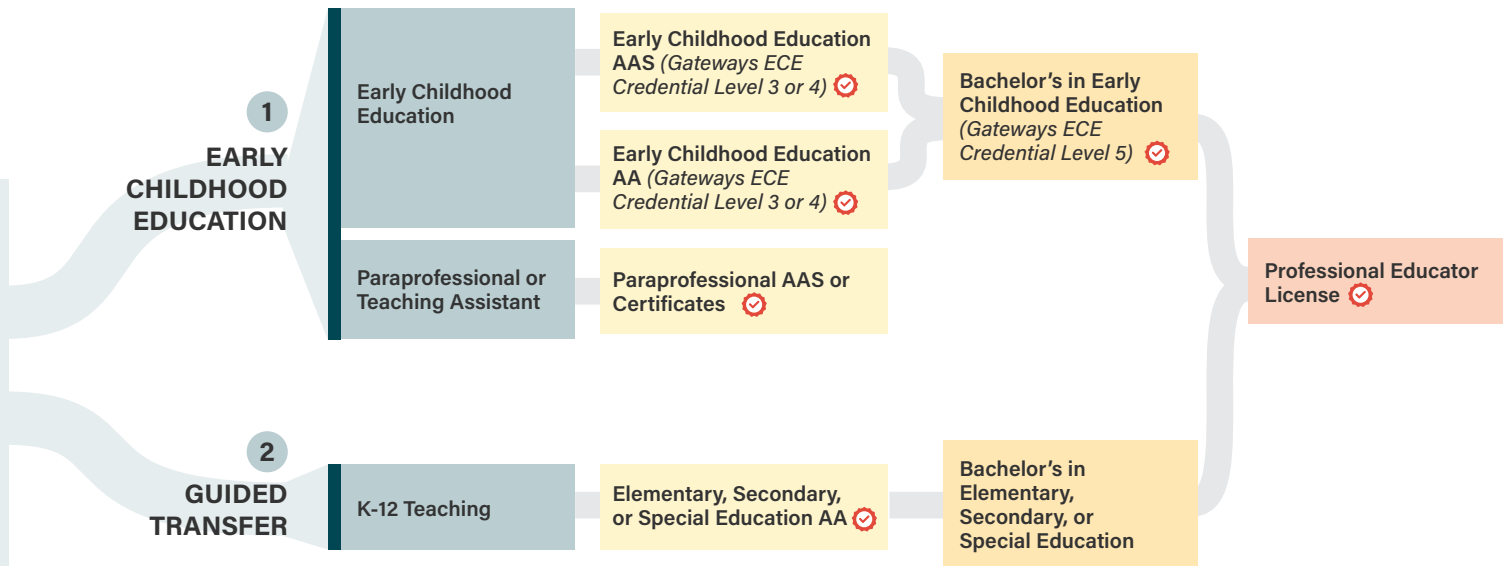 1
EARLY
CHILDHOOD
EDUCATION
Early Childhood
Education
Early Childhood Education
AAS (Gateways ECE
Credential Level 3 or 4)
Early Childhood Education
AA (Gateways ECE
Credential Level 3 or 4)
Bachelor's in Early
Childhood Education
(Gateways ECE
Credential Level 5)
Paraprofessional or
Teaching Assistant
Paraprofessional AAS or
Certificates
Professional Educator
License
2
GUIDED
TRANSFER
K-12 Teaching
Elementary, Secondary,
or Special Education AA
Bachelor's in
Elementary,
Secondary, or
Special Education